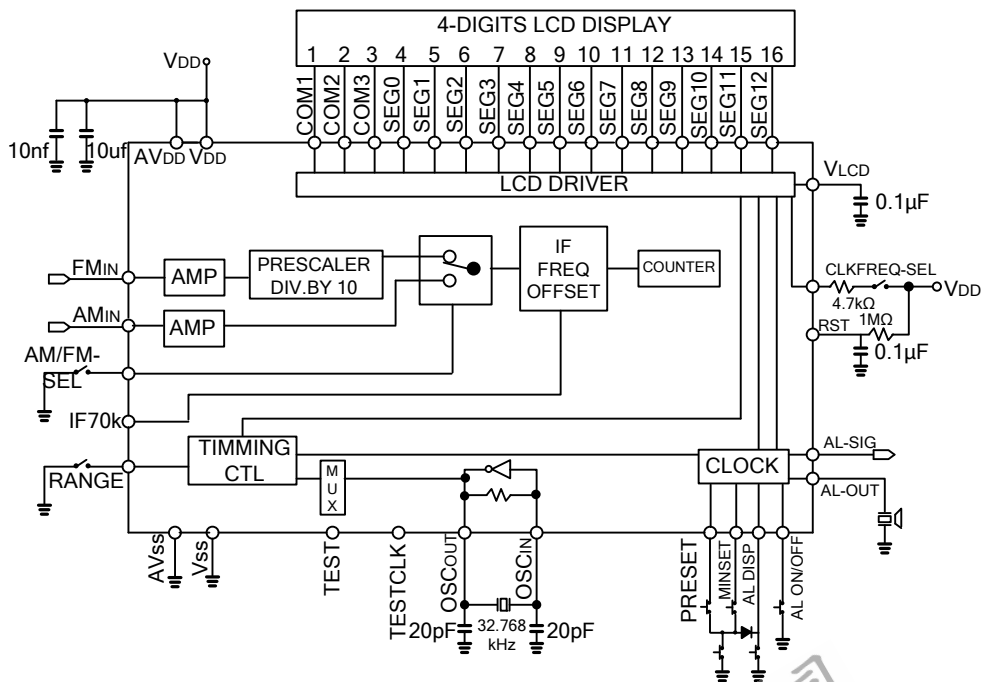 4-DIGITS LCD DISPLAY
1 2 3 4 5 6 7 8 9 10 11 12 13 14 15 16
COM1
COM2
COM3
SEG0
SEG1
SEG2
SEG3
SEG4
SEG5
SEG6
SEG7
SEG8
SEG9
SEG10
SEG11
SEG12
VDD
10nf
10uf
AVDD
VDD
LCD DRIVER
VLCD
0.1μF
FMIN
AMP
PRESCALER
DIV.BY 10
IF
FREQ
OFFSET
COUNTER
CLKFREQ-SEL
4.7kΩ
VDD
AMIN
AMP
RST
1MΩ
0.1μF
AM/FM-
SEL
IF70k
RANGE
TIMMING
CTL
MUX
CLOCK
AL-SIG
AL-OUT
AVss
Vss
TEST
TESTCLK
OSCOUT
OSCIN
PRESET
MINSET
AL DISP
AL ON/OFF
20pF
32.768
kHz
20pF
司